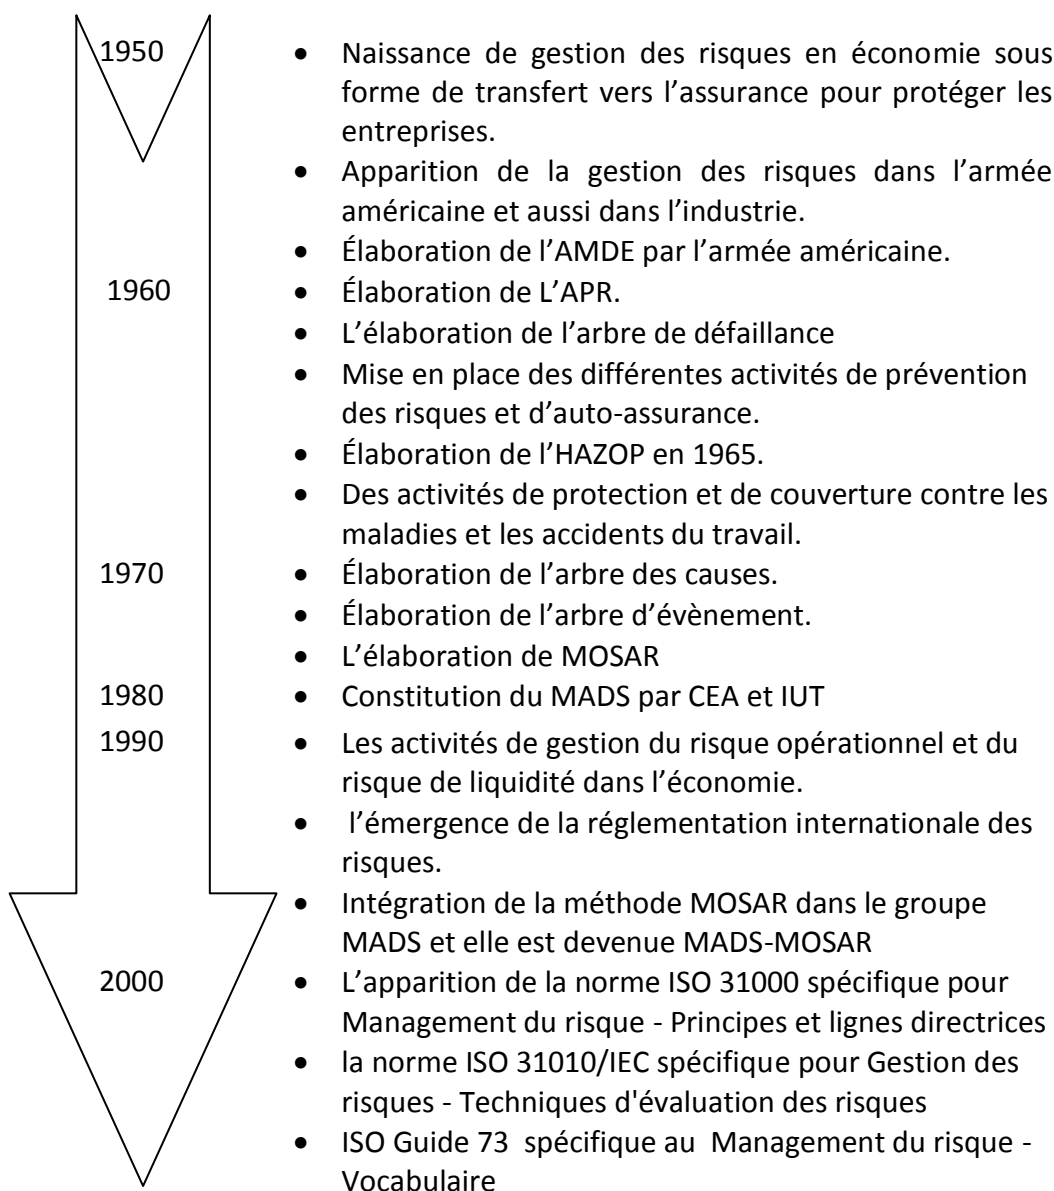 1950 • Naissance de gestion des risques en économie sous
forme de transfert vers l’assurance pour protéger les
entreprises.
• Apparition de la gestion des risques dans l’armée
américaine et aussi dans l’industrie.
• Élaboration de l’AMDE par l’armée américaine.
1960 • Élaboration de L’APR.
• L’élaboration de l’arbre de défaillance
• Mise en place des différentes activités de prévention
des risques et d’auto-assurance.
• Élaboration de l’HAZOP en 1965.
• Des activités de protection et de couverture contre les
maladies et les accidents du travail.
1970 • Élaboration de l’arbre des causes.
• Élaboration de l’arbre d’évènement.
• L’élaboration de MOSAR
1980 • Constitution du MADS par CEA et IUT
1990 • Les activités de gestion du risque opérationnel et du
risque de liquidité dans l’économie.
• l’émergence de la réglementation internationale des
risques.
• Intégration de la méthode MOSAR dans le groupe
MADS et elle est devenue MADS-MOSAR
2000 • L’apparition de la norme ISO 31000 spécifique pour
Management du risque - Principes et lignes directrices
• la norme ISO 31010/IEC spécifique pour Gestion des
risques - Techniques d'évaluation des risques
• ISO Guide 73 spécifique au Management du risque -
Vocabulaire